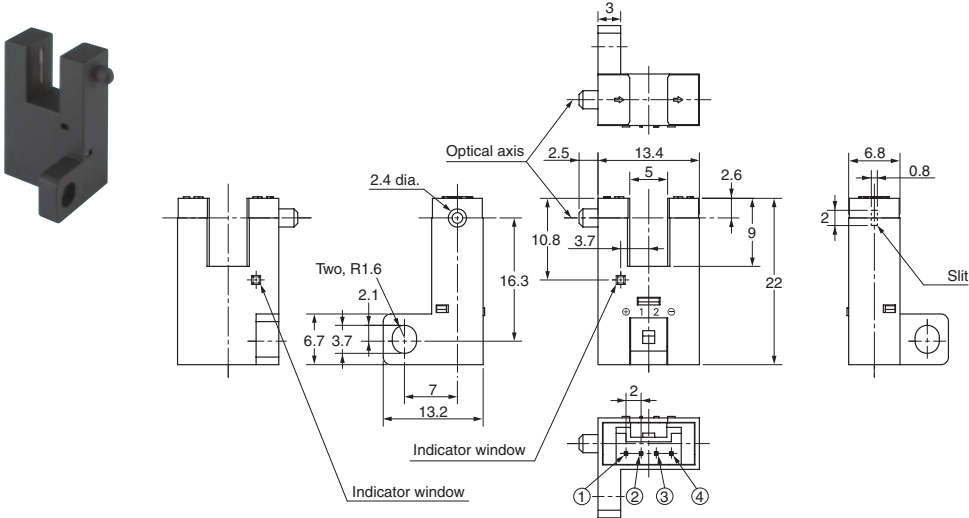 3
Optical axis
2.5
13.4
5
2.6
6.8
0.8
2.4 dia.
2
10.8
3.7
9
16.3
22
Slit
Two, R1.6
2.1
6.7
3.7
⊕ 1 2 ⊖
7
13.2
2
Indicator window
① ② ③ ④
Indicator window